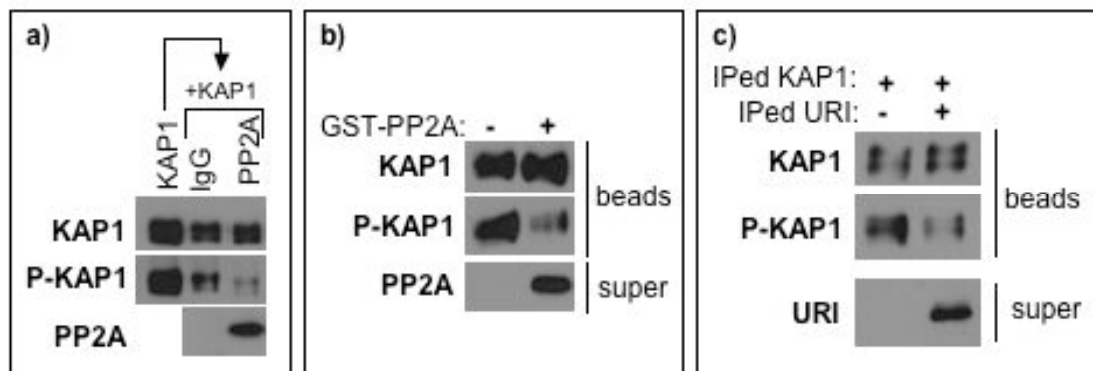 a)
+KAP1
KAP1
IgG
PP2A
KAP1
P-KAP1
PP2A
b)
GST-PP2A: - +
KAP1
P-KAP1
beads
PP2A
super
c)
IPed KAP1: + +
IPed URI: - +
KAP1
P-KAP1
beads
URI
super